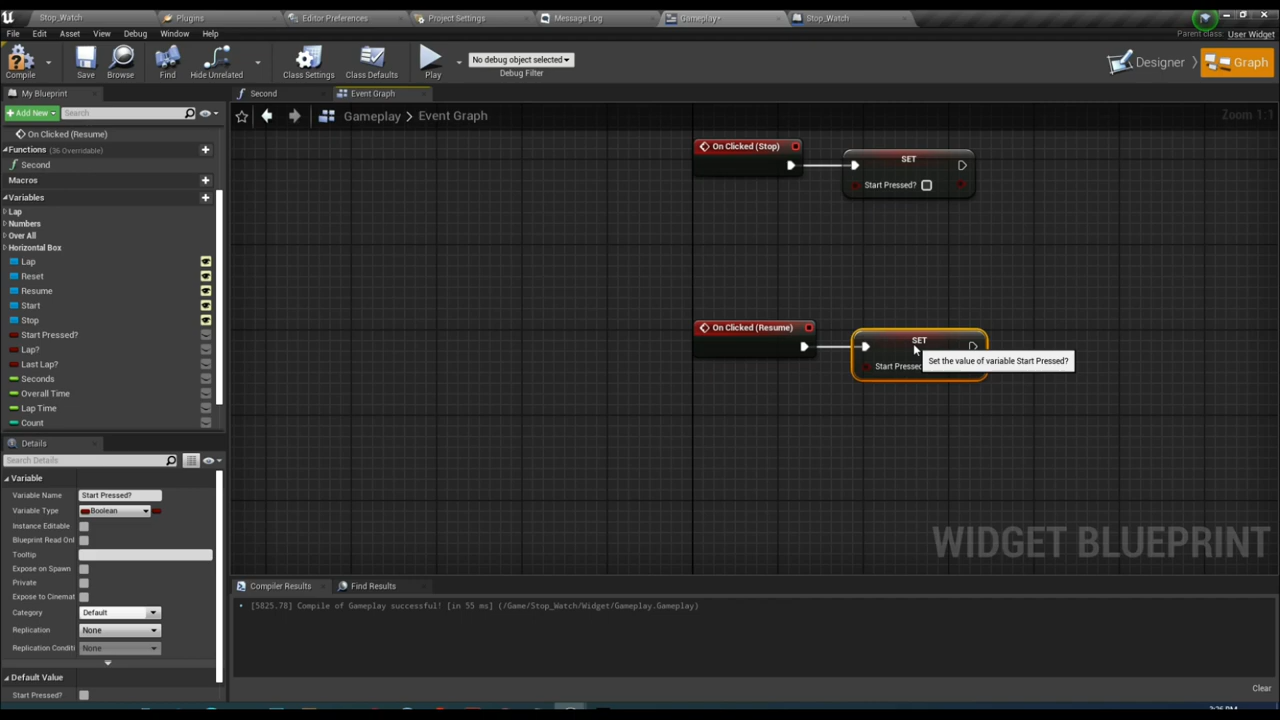 Stop_Watch
Plugins
Editor Preferences
Project Settings
Message Log
Gameplay*
Stop_Watch
File Edit Asset View Debug Window Help
Parent class: User Widget
Compile
Save
Browse
Find
Hide Unrelated
Class Settings
Class Defaults
Play
No debug object selected
Debug Filter
Designer
Graph
My Blueprint
Second
Event Graph
+Add New
Search
Gameplay > Event Graph
Zoom 1:1
On Clicked (Resume)
Functions (36 Overridable)
Second
Macros
Variables
Lap
Numbers
Over All
Horizontal Box
Lap
Reset
Resume
Start
Stop
Start Pressed?
Lap?
Last Lap?
Seconds
Overall Time
Lap Time
Count
On Clicked (Stop)
SET
Start Pressed?
On Clicked (Resume)
SET
Start Pressed
Set the value of variable Start Pressed?
WIDGET BLUEPRINT
Details
Search Details
Variable
Variable Name Start Pressed?
Variable Type Boolean
Instance Editable
Blueprint Read Onl
Tooltip
Expose on Spawn
Private
Expose to Cinemat
Category Default
Replication None
Replication Conditi None
Default Value
Start Pressed?
Compiler Results
Find Results
[5825.78] Compile of Gameplay successful! [in 55 ms] (/Game/Stop_Watch/Widget/Gameplay.Gameplay)
Clear